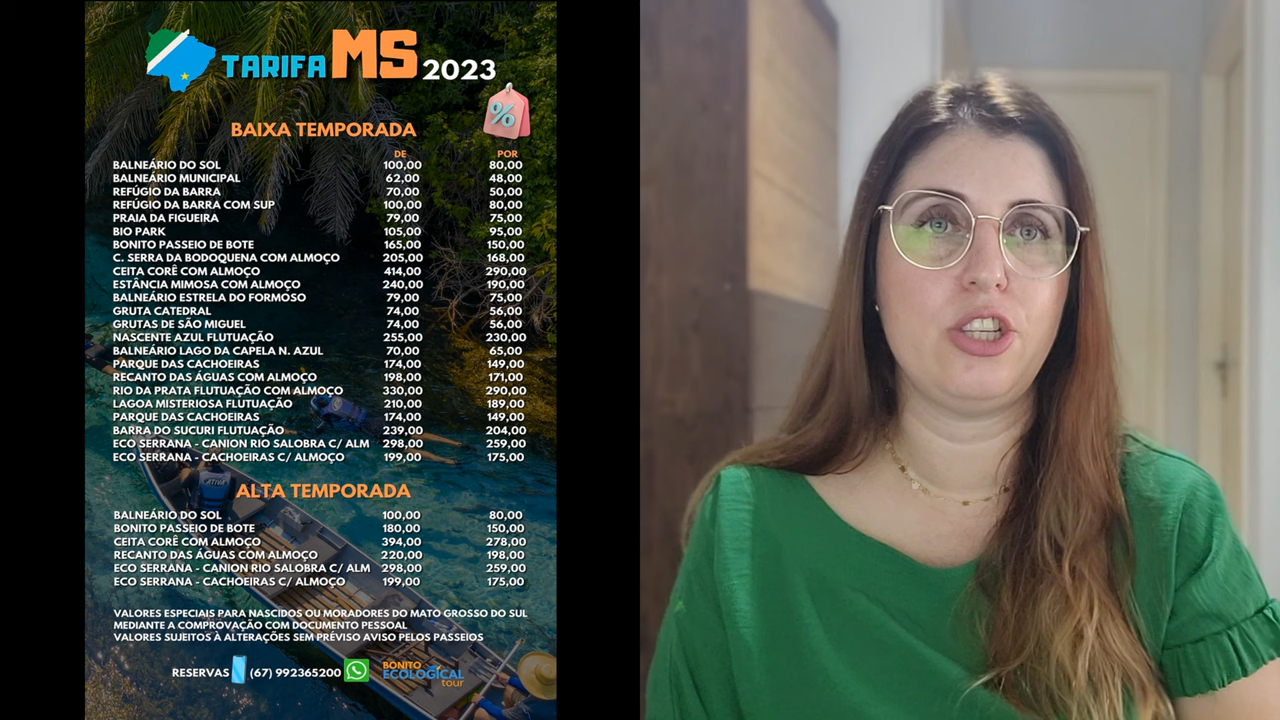 TARIFA MS 2023
%
BAIXA TEMPORADA
DE POR
BALNEÁRIO DO SOL 100,00 80,00
BALNEÁRIO MUNICIPAL 62,00 48,00
REFÚGIO DA BARRA 70,00 50,00
REFÚGIO DA BARRA COM SUP 100,00 80,00
PRAIA DA FIGUEIRA 79,00 75,00
BIO PARK 105,00 95,00
BONITO PASSEIO DE BOTE 165,00 150,00
C. SERRA DA BODOQUENA COM ALMOÇO 205,00 168,00
CEITA CORÊ COM ALMOÇO 414,00 290,00
ESTÂNCIA MIMOSA COM ALMOÇO 240,00 190,00
BALNEÁRIO ESTRELA DO FORMOSO 79,00 75,00
GRUTA CATEDRAL 74,00 56,00
GRUTAS DE SÃO MIGUEL 74,00 56,00
NASCENTE AZUL FLUTUAÇÃO 255,00 230,00
BALNEÁRIO LAGO DA CAPELA N. AZUL 70,00 65,00
PARQUE DAS CACHOEIRAS 174,00 149,00
RECANTO DAS ÁGUAS COM ALMOÇO 198,00 171,00
RIO DA PRATA FLUTUAÇÃO COM ALMOÇO 330,00 290,00
LAGOA MISTERIOSA FLUTUAÇÃO 210,00 189,00
PARQUE DAS CACHOEIRAS 174,00 149,00
BARRA DO SUCURI FLUTUAÇÃO 239,00 204,00
ECO SERRANA - CANION RIO SALOBRA C/ ALM 298,00 259,00
ECO SERRANA - CACHOEIRAS C/ ALMOÇO 199,00 175,00
ALTA TEMPORADA
BALNEÁRIO DO SOL 100,00 80,00
BONITO PASSEIO DE BOTE 180,00 150,00
CEITA CORÊ COM ALMOÇO 394,00 278,00
RECANTO DAS ÁGUAS COM ALMOÇO 220,00 198,00
ECO SERRANA - CANION RIO SALOBRA C/ ALM 298,00 259,00
ECO SERRANA - CACHOEIRAS C/ ALMOÇO 199,00 175,00
VALORES ESPECIAIS PARA NASCIDOS OU MORADORES DO MATO GROSSO DO SUL
MEDIANTE A COMPROVAÇÃO COM DOCUMENTO PESSOAL
VALORES SUJEITOS À ALTERAÇÕES SEM PRÉVISO AVISO PELOS PASSEIOS
RESERVAS (67) 992365200 BONITO
ECOLOGICAL
tour